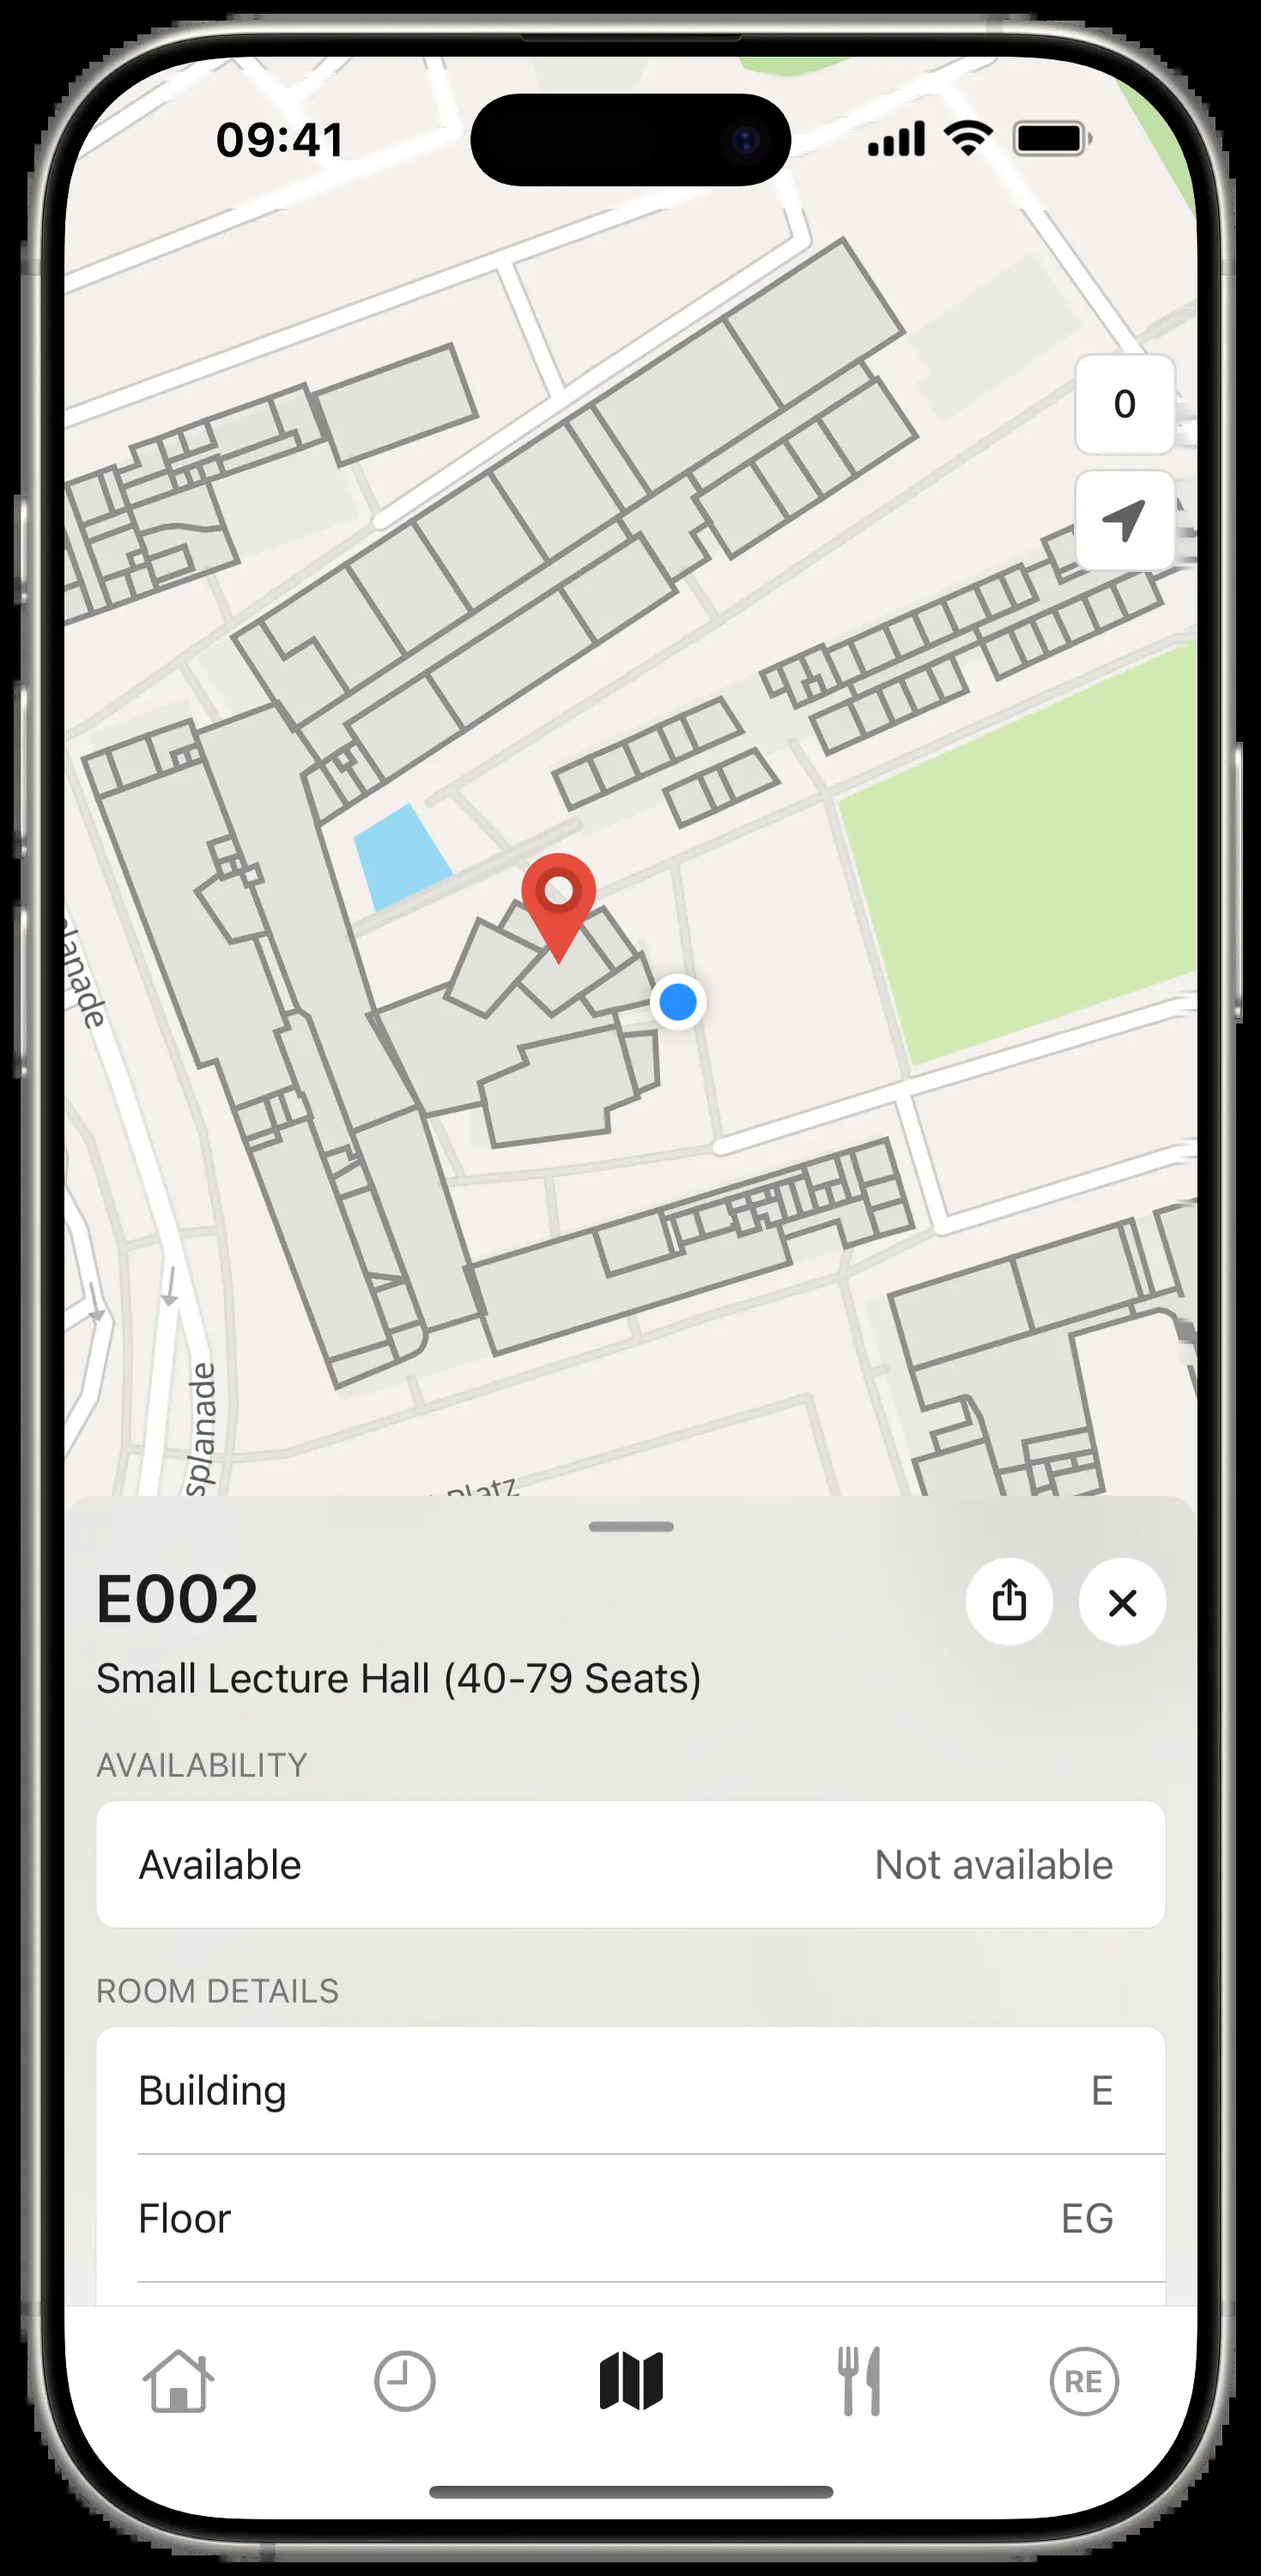 09:41
0
planade
splanade
Platz
E002
Small Lecture Hall (40-79 Seats)
AVAILABILITY
Available Not available
ROOM DETAILS
Building E
Floor EG
RE